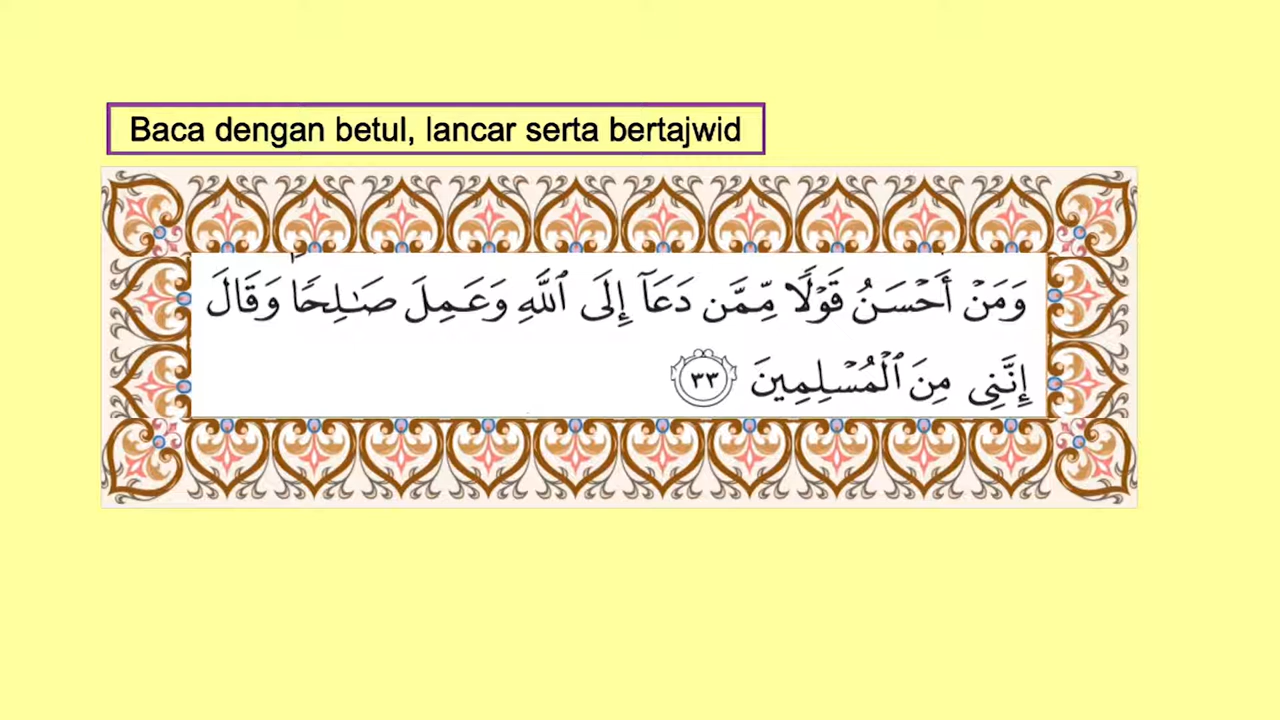 Baca dengan betul, lancar serta bertajwid
وَمَنْ أَحْسَنُ قَوْلًا مِّمَّن دَعَآ إِلَى ٱللَّهِ وَعَمِلَ صَـٰلِحًا وَقَالَ
إِنَّنِى مِنَ ٱلْمُسْلِمِينَ ٣٣